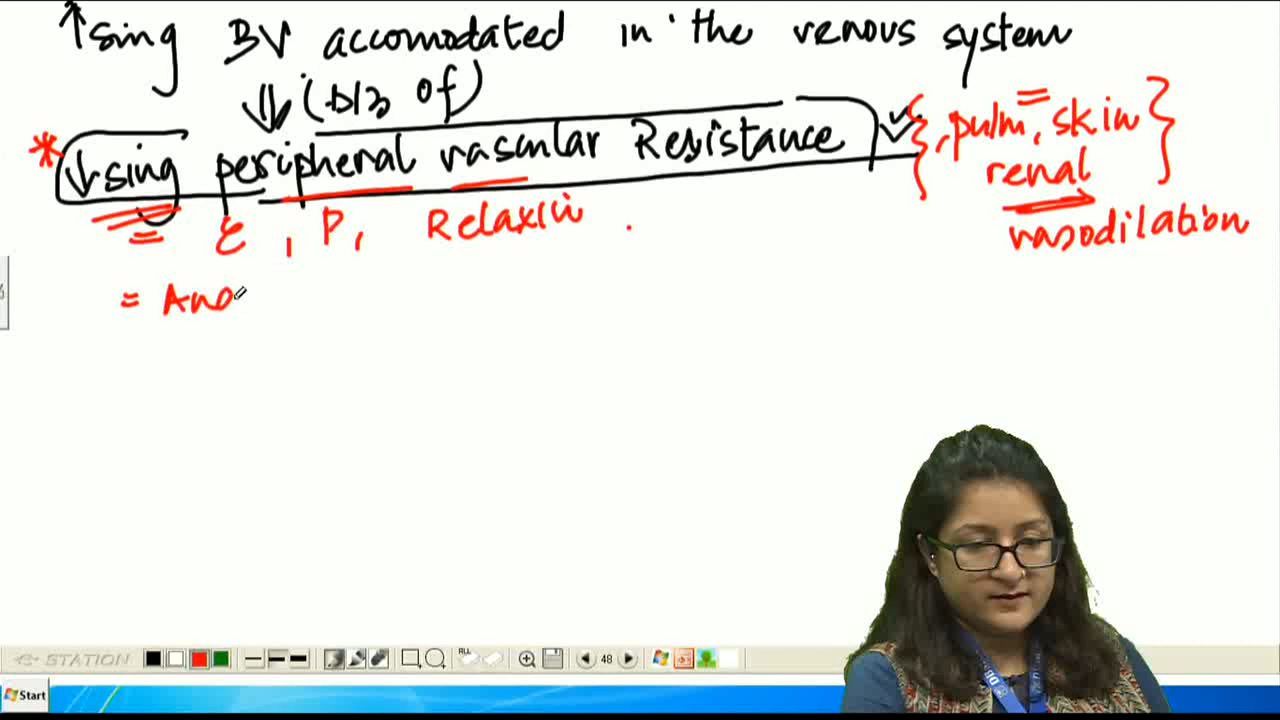 ↑sing BV accomodated in the venous system
⇓ (b/z of)
* ↓sing peripheral vascular Resistance { , pulm, skin
renal }
vasodilation
ε , P, Relaxin .
= Ano
STATION
ALL
48
Start